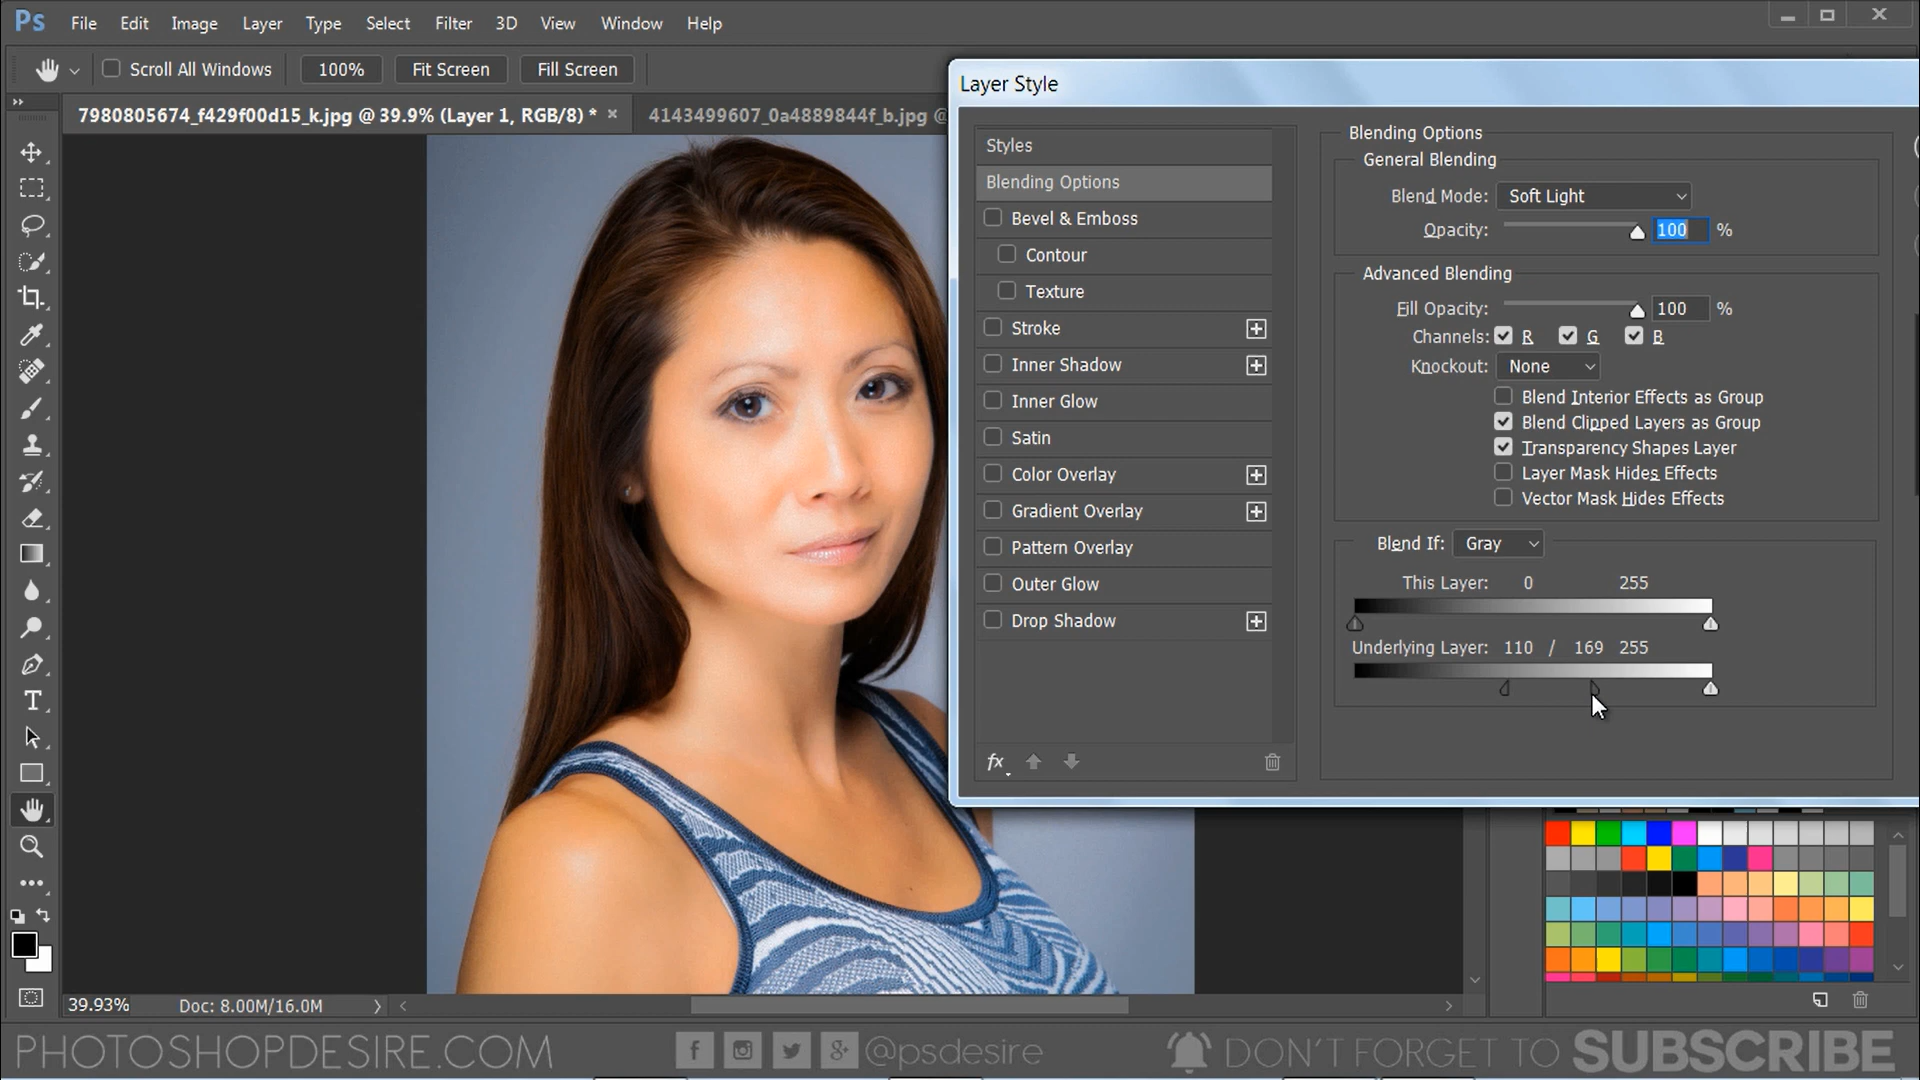 Ps File Edit Image Layer Type Select Filter 3D View Window Help
Scroll All Windows 100% Fit Screen Fill Screen
7980805674_f429f00d15_k.jpg @ 39.9% (Layer 1, RGB/8) * × 4143499607_0a4889844f_b.jpg @
Layer Style
Styles
Blending Options
Bevel & Emboss
Contour
Texture
Stroke
Inner Shadow
Inner Glow
Satin
Color Overlay
Gradient Overlay
Pattern Overlay
Outer Glow
Drop Shadow
fx
Blending Options
General Blending
Blend Mode: Soft Light
Opacity: 100 %
Advanced Blending
Fill Opacity: 100 %
Channels: R G B
Knockout: None
Blend Interior Effects as Group
Blend Clipped Layers as Group
Transparency Shapes Layer
Layer Mask Hides Effects
Vector Mask Hides Effects
Blend If: Gray
This Layer: 0 255
Underlying Layer: 110 / 169 255
39.93% Doc: 8.00M/16.0M
PHOTOSHOPDESIRE.COM @psdesire DON'T FORGET TO SUBSCRIBE